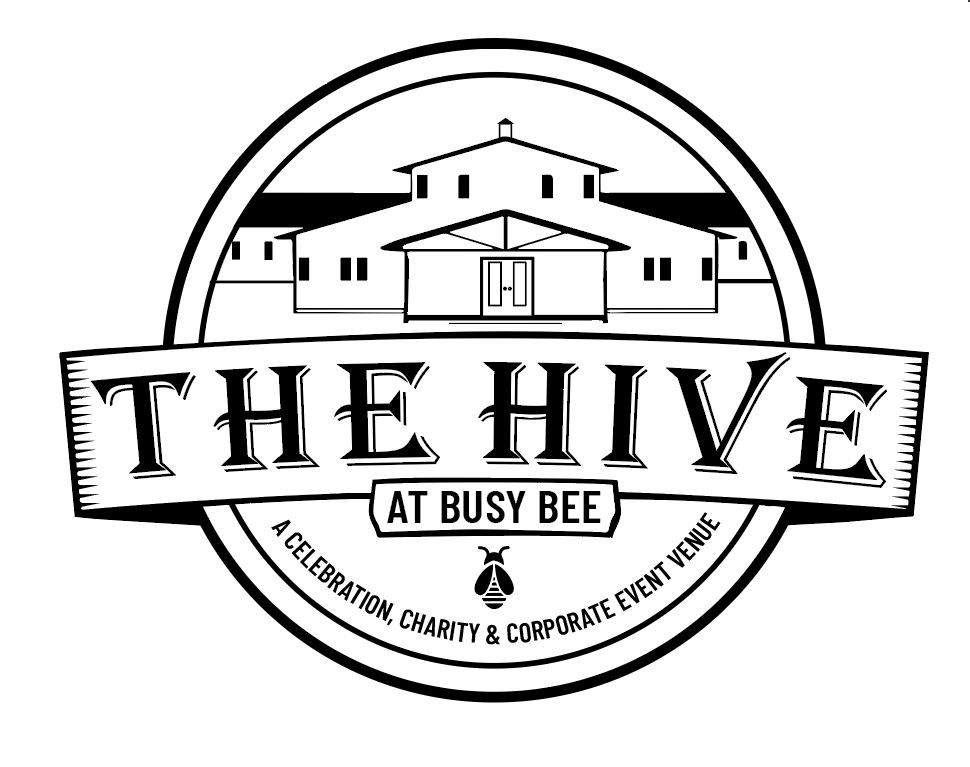 THE HIVE
AT BUSY BEE
A CELEBRATION, CHARITY & CORPORATE EVENT VENUE